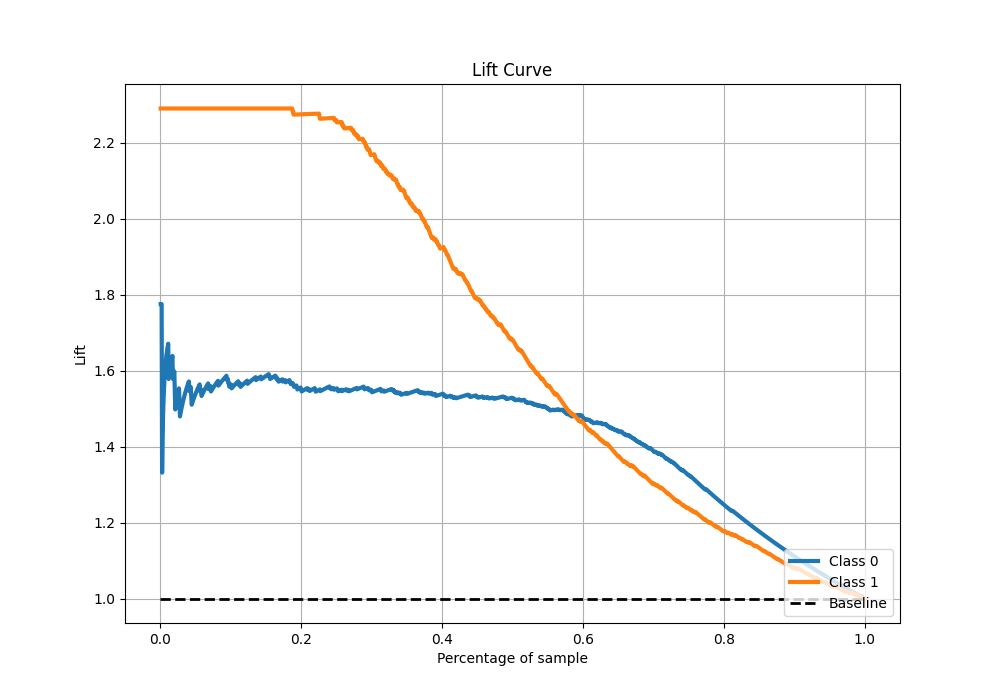 Lift Curve
Lift
2.2
2.0
1.8
1.6
1.4
1.2
1.0
Class 0
Class 1
Baseline
0.0 0.2 0.4 0.6 0.8 1.0
Percentage of sample